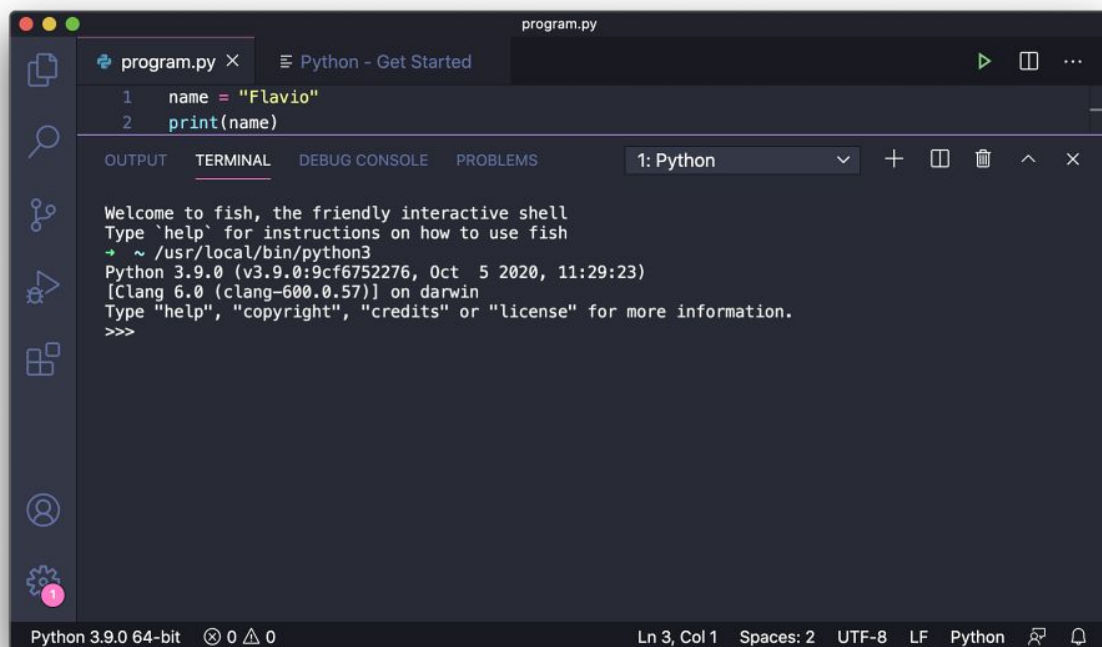 program.py
program.py
Python - Get Started
1 name = "Flavio"
2 print(name)
OUTPUT TERMINAL DEBUG CONSOLE PROBLEMS 1: Python
Welcome to fish, the friendly interactive shell
Type `help` for instructions on how to use fish
→ ~ /usr/local/bin/python3
Python 3.9.0 (v3.9.0:9cf6752276, Oct  5 2020, 11:29:23)
[Clang 6.0 (clang-600.0.57)] on darwin
Type "help", "copyright", "credits" or "license" for more information.
>>>
1
Python 3.9.0 64-bit 0 0 Ln 3, Col 1 Spaces: 2 UTF-8 LF Python